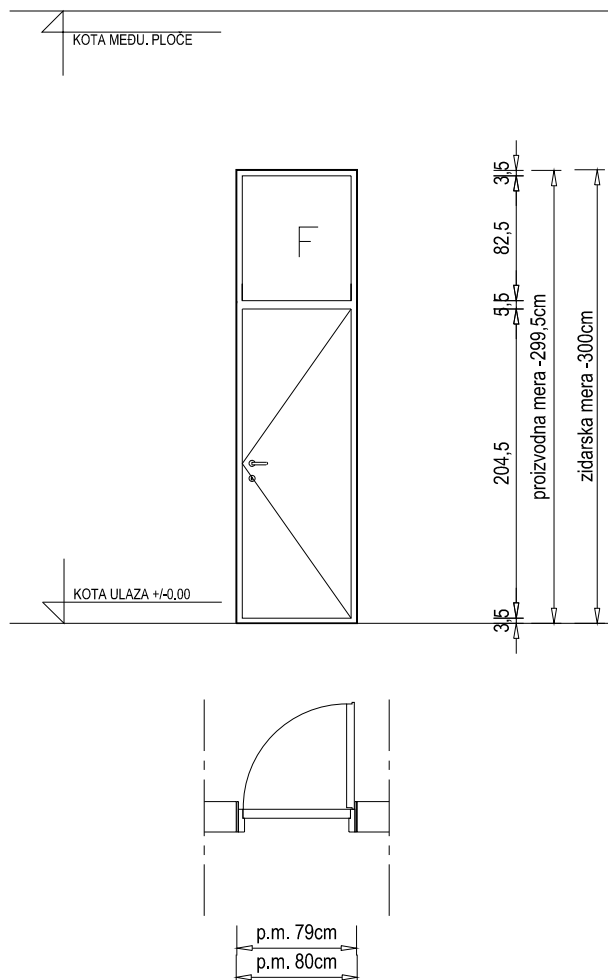 KOTA MEĐU. PLOČE
F
3,5
82,5
5,5
204,5
3,5
proizvodna mera -299,5cm
zidarska mera -300cm
KOTA ULAZA +/-0.00
p.m. 79cm
p.m. 80cm